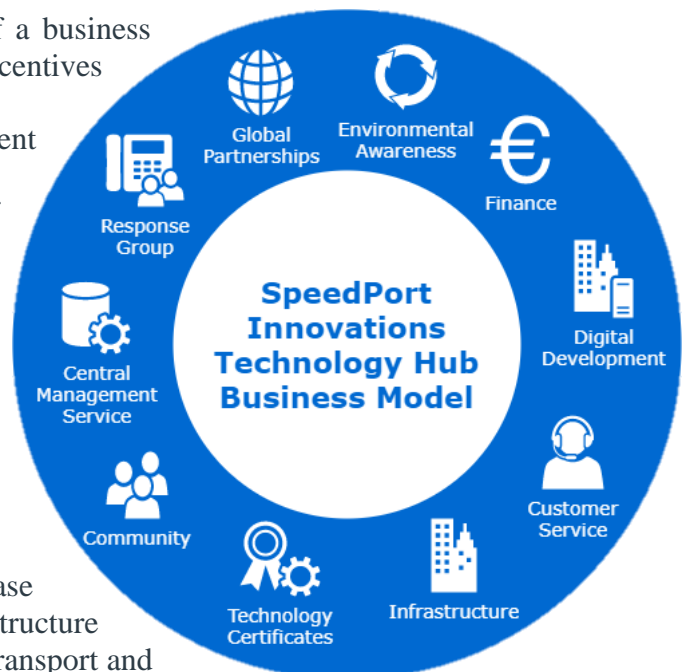 f a business
centives
ent
Global
Partnerships
Environmental
Awareness
Finance
Response
Group
Digital
Development
SpeedPort
Innovations
Technology Hub
Business Model
Central
Management
Service
Customer
Service
Community
Technology
Certificates
Infrastructure
ase
tructure
ransport and